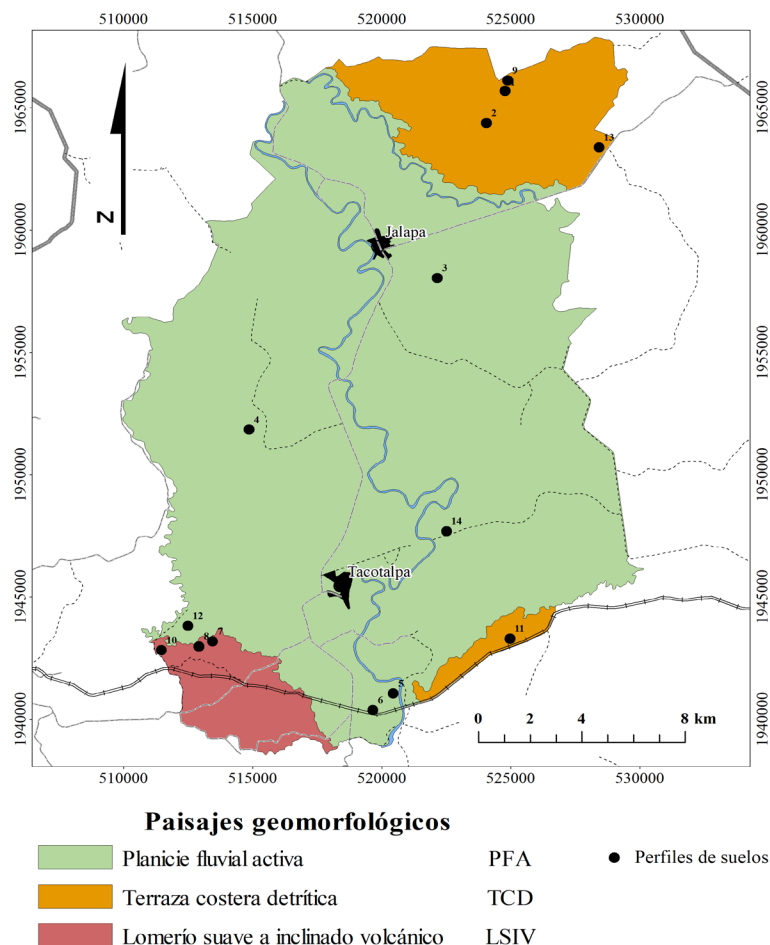 510000 515000 520000 525000 530000
1965000
1960000
1955000
1950000
1945000
1940000
1965000
1960000
1955000
1950000
1945000
1940000
N
9
2
13
Jalapa
3
4
14
Tacotalpa
12
7
8
10
11
5
6
0 2 4 8 km
510000 515000 520000 525000 530000
Paisajes geomorfológicos
Planicie fluvial activa PFA Perfiles de suelos
Terraza costera detrítica TCD
Lomerío suave a inclinado volcánico LSIV